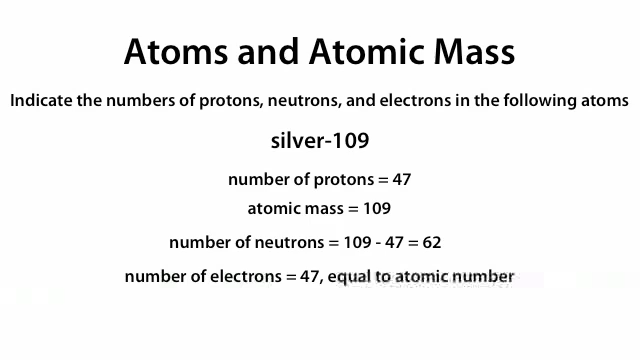 Atoms and Atomic Mass
Indicate the numbers of protons, neutrons, and electrons in the following atoms
silver-109
number of protons = 47
atomic mass = 109
number of neutrons = 109 - 47 = 62
number of electrons = 47, equal to atomic number